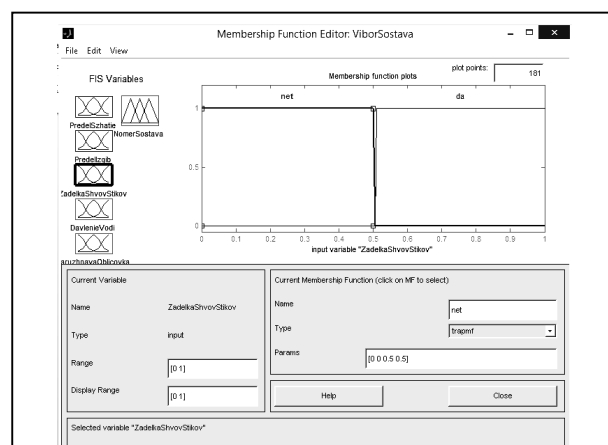 Membership Function Editor: ViborSostava
File Edit View
FIS Variables
PredelSzhatie
NomerSostava
PredelIzgib
ZadelkaShvovStikov
DavlenieVodi
aruzhnayaOblicovka
Membership function plots
plot points:
181
net
da
1
0.5
0
0 0.1 0.2 0.3 0.4 0.5 0.6 0.7 0.8 0.9 1
input variable "ZadelkaShvovStikov"
Current Variable
Name ZadelkaShvovStikov
Type input
Range [0 1]
Display Range [0 1]
Current Membership Function (click on MF to select)
Name net
Type trapmf
Params [0 0 0.5 0.5]
Help Close
Selected variable "ZadelkaShvovStikov"